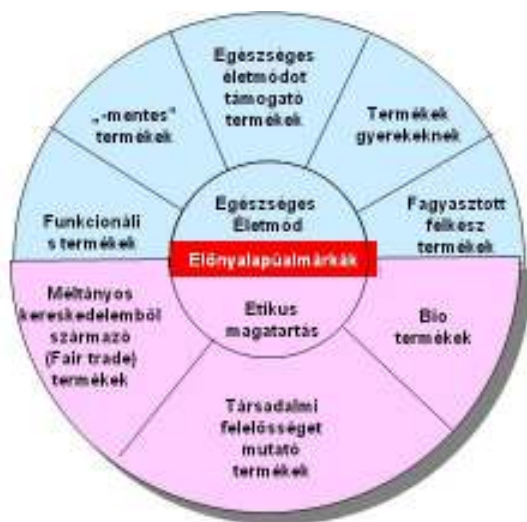 Egészséges
életmódot
támogató
termékek
„-mentes"
termékek
Termékek
gyerekeknek
Funkcionáli
s termékek
Egészséges
Életmód
Fagyasztott
félkész
termékek
Előnyalapúalmárkák
Méltányos
kereskedelemből
származó
(Fair trade)
termékek
Etikus
magatartás
Bio
termékek
Társadalmi
felelősséget
mutató
termékek